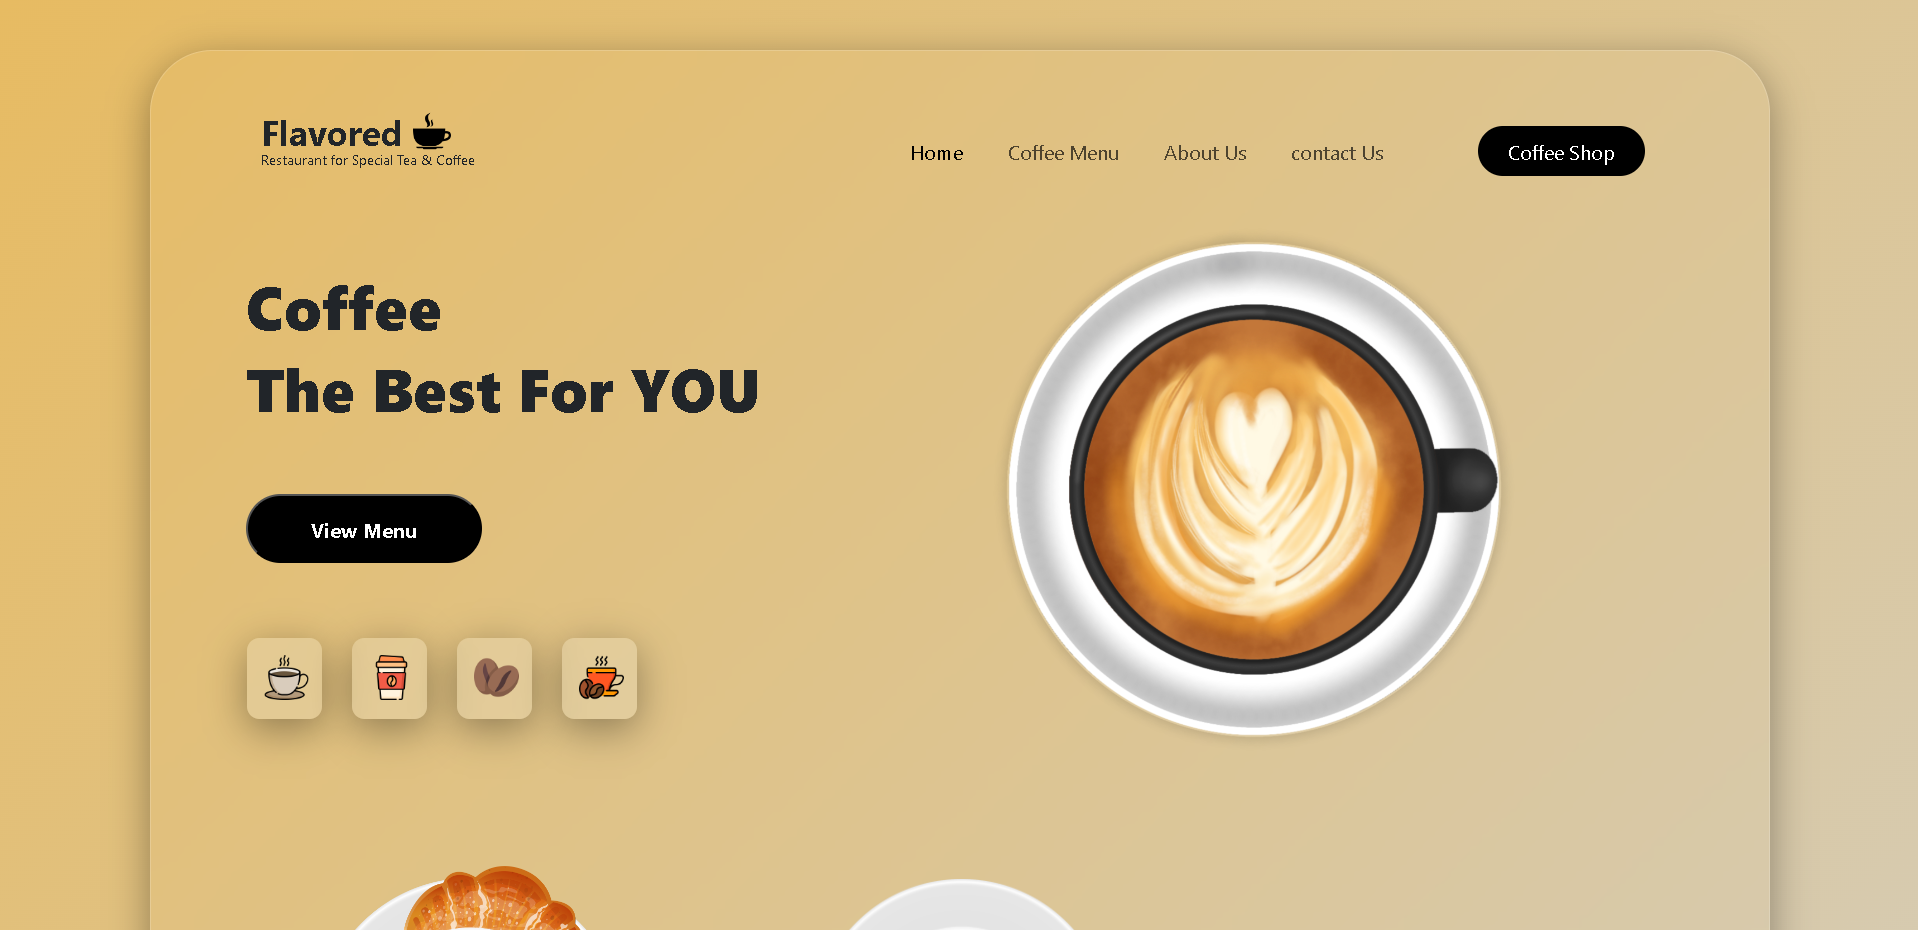 Flavored
Restaurant for Special Tea & Coffee
Home
Coffee Menu
About Us
contact Us
Coffee Shop
Coffee
The Best For YOU
View Menu